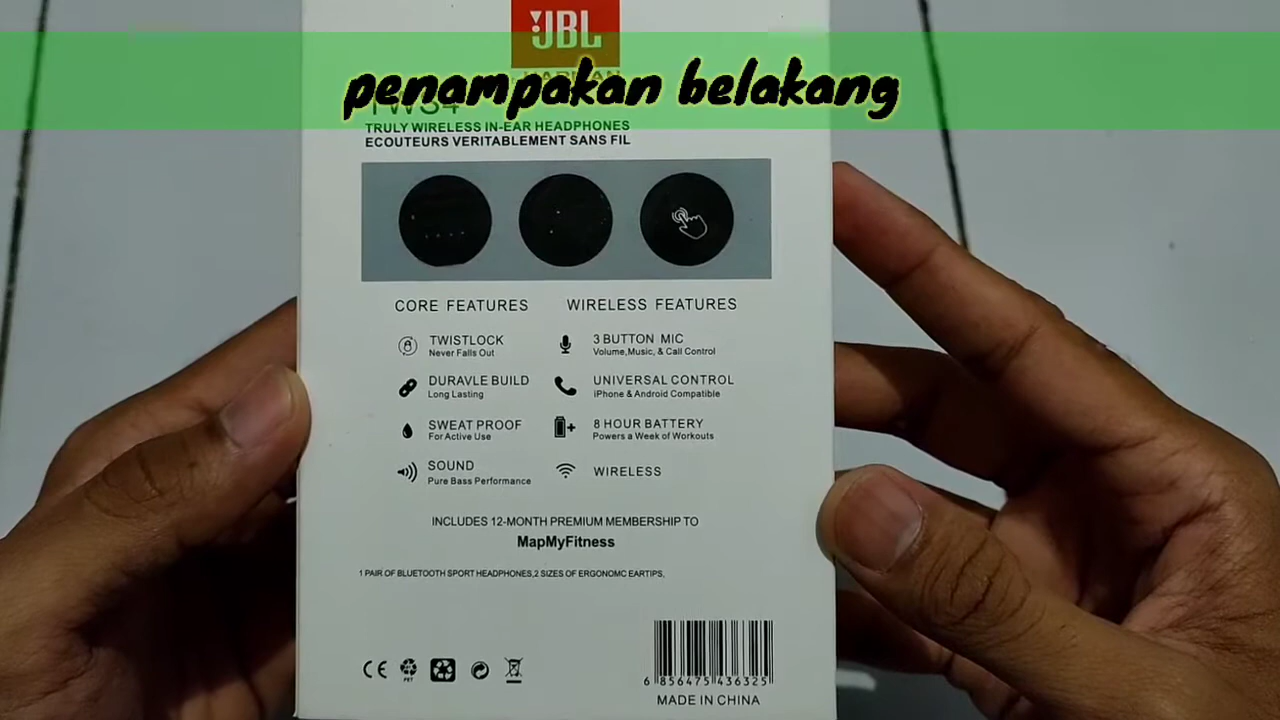 JBL
penampakan belakang
TRULY WIRELESS IN-EAR HEADPHONES
ECOUTEURS VERITABLEMENT SANS FIL
CORE FEATURES
WIRELESS FEATURES
TWISTLOCK
Never Falls Out
3 BUTTON MIC
Volume,Music, & Call Control
DURAVLE BUILD
Long Lasting
UNIVERSAL CONTROL
iPhone & Android Compatible
SWEAT PROOF
For Active Use
8 HOUR BATTERY
Powers a Week of Workouts
SOUND
Pure Bass Performance
WIRELESS
INCLUDES 12-MONTH PREMIUM MEMBERSHIP TO
MapMyFitness
1 PAIR OF BLUETOOTH SPORT HEADPHONES,2 SIZES OF ERGONOMC EARTIPS,
CE
PET
6 856475 436325
MADE IN CHINA